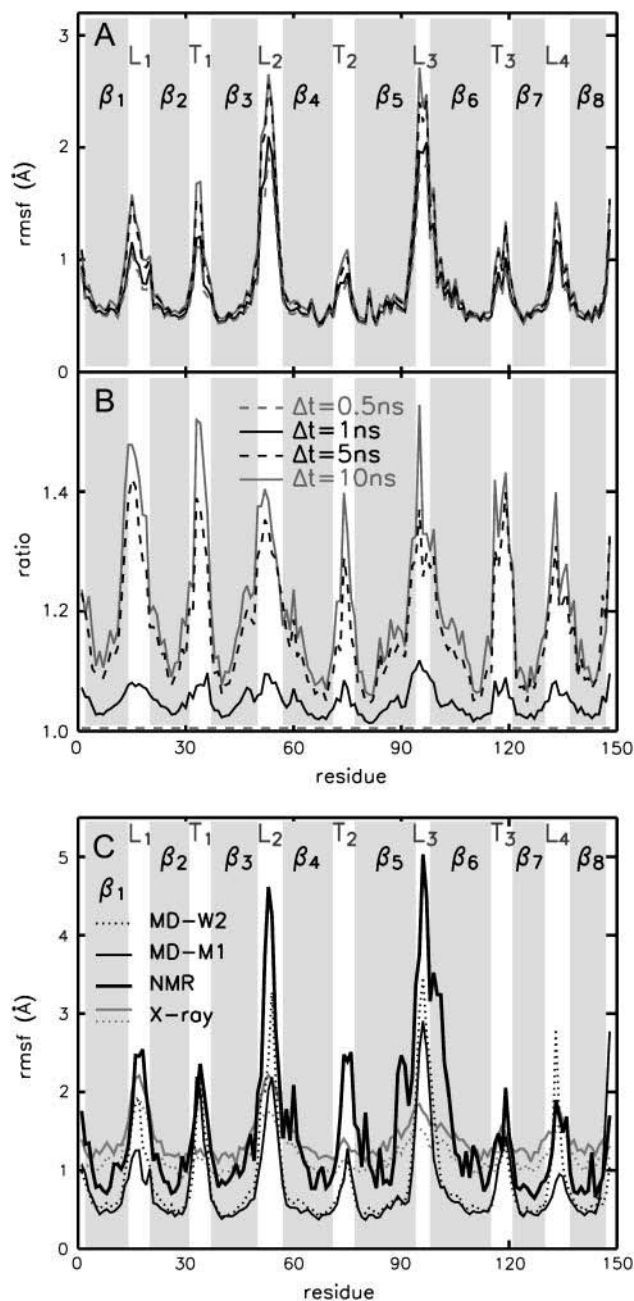 A
L1 T1 L2 T2 L3 T3 L4
β1 β2 β3 β4 β5 β6 β7 β8
rmsf (Å)
3
2
1
0
B
Δt=0.5ns
Δt=1ns
Δt=5ns
Δt=10ns
ratio
1.4
1.2
1.0
0 30 60 90 120 150
residue
C
L1 T1 L2 T2 L3 T3 L4
β1 β2 β3 β4 β5 β6 β7 β8
MD-W2
MD-M1
NMR
X-ray
rmsf (Å)
5
4
3
2
1
0
0 30 60 90 120 150
residue